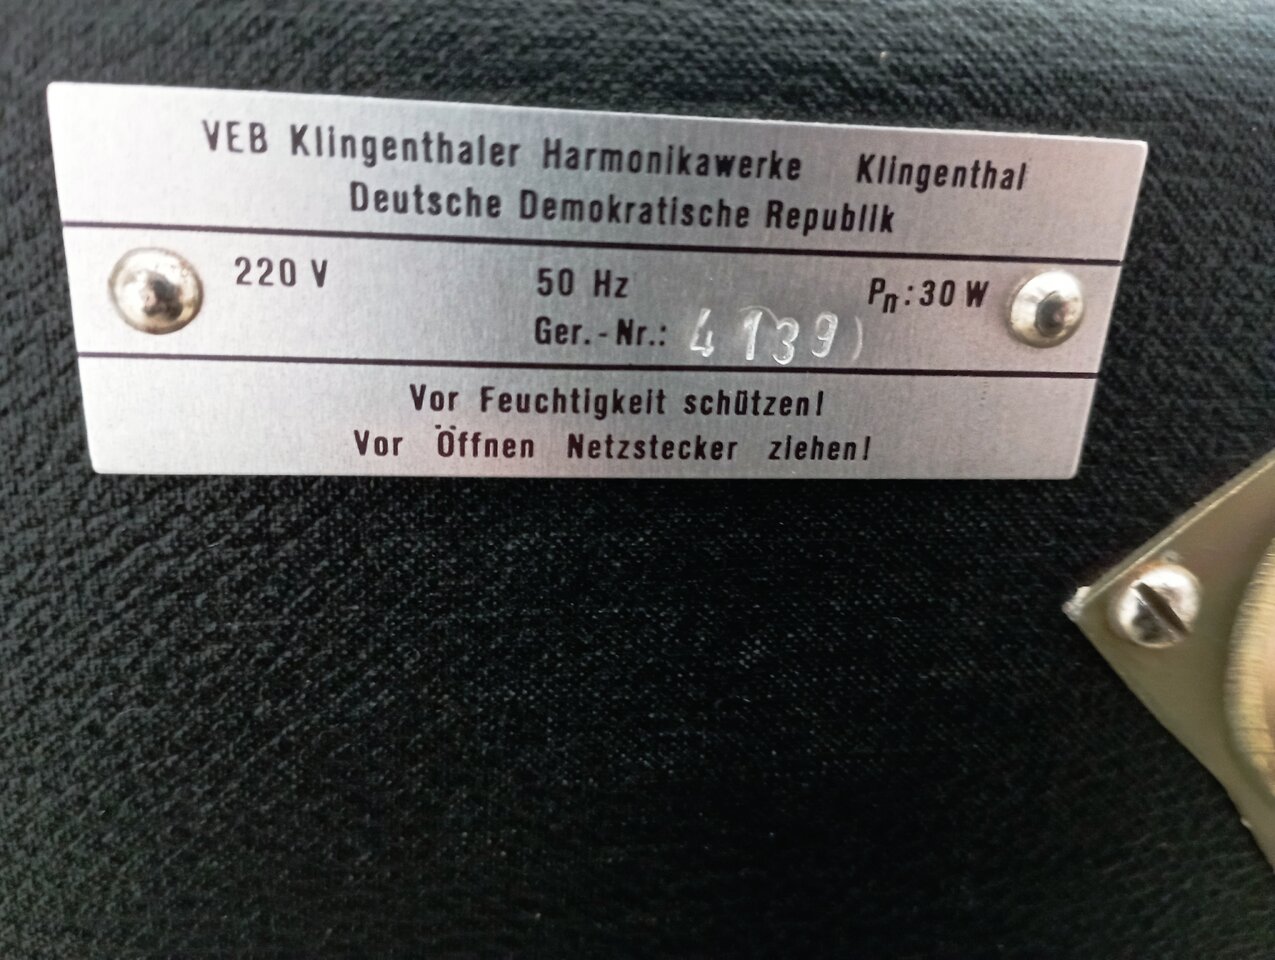 VEB Klingenthaler Harmonikawerke Klingenthal
Deutsche Demokratische Republik
220 V 50 Hz Pn:30 W
Ger.-Nr.: 4139
Vor Feuchtigkeit schützen!
Vor Öffnen Netzstecker ziehen!